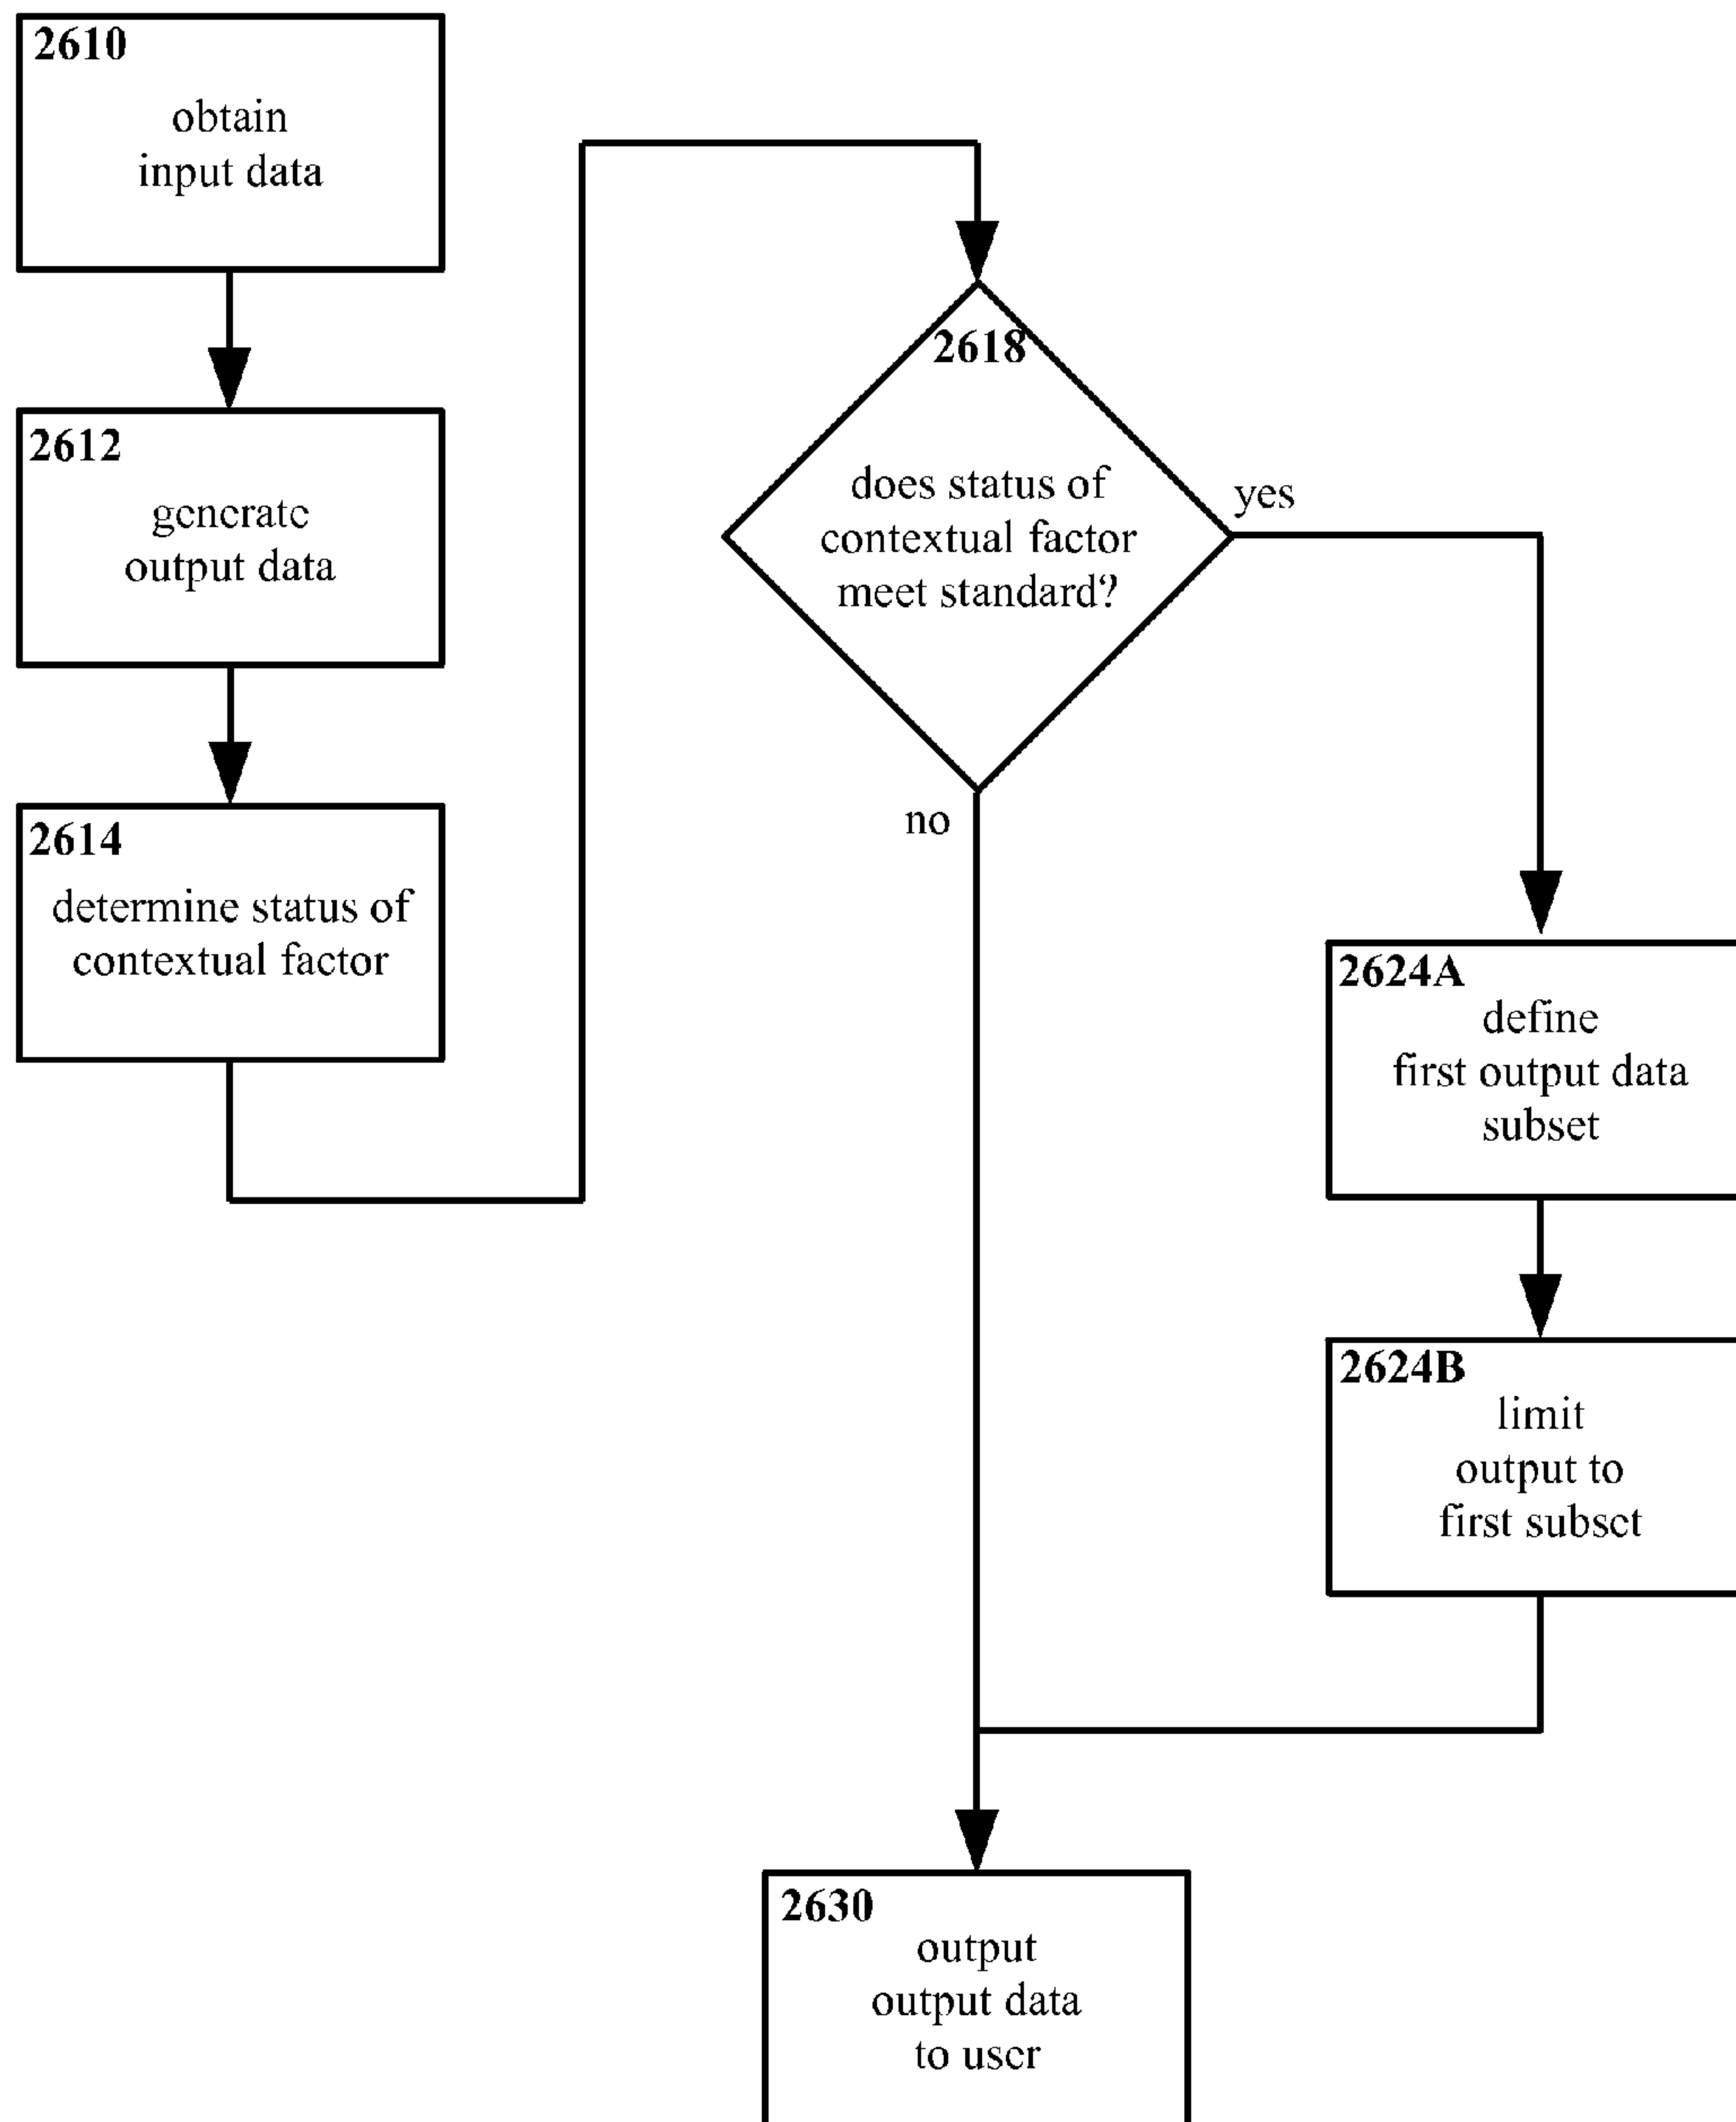 2610
obtain
input data
2612
generate
output data
2614
determine status of
contextual factor
2618
does status of
contextual factor
meet standard?
yes
no
2624A
define
first output data
subset
2624B
limit
output to
first subset
2630
output
output data
to user